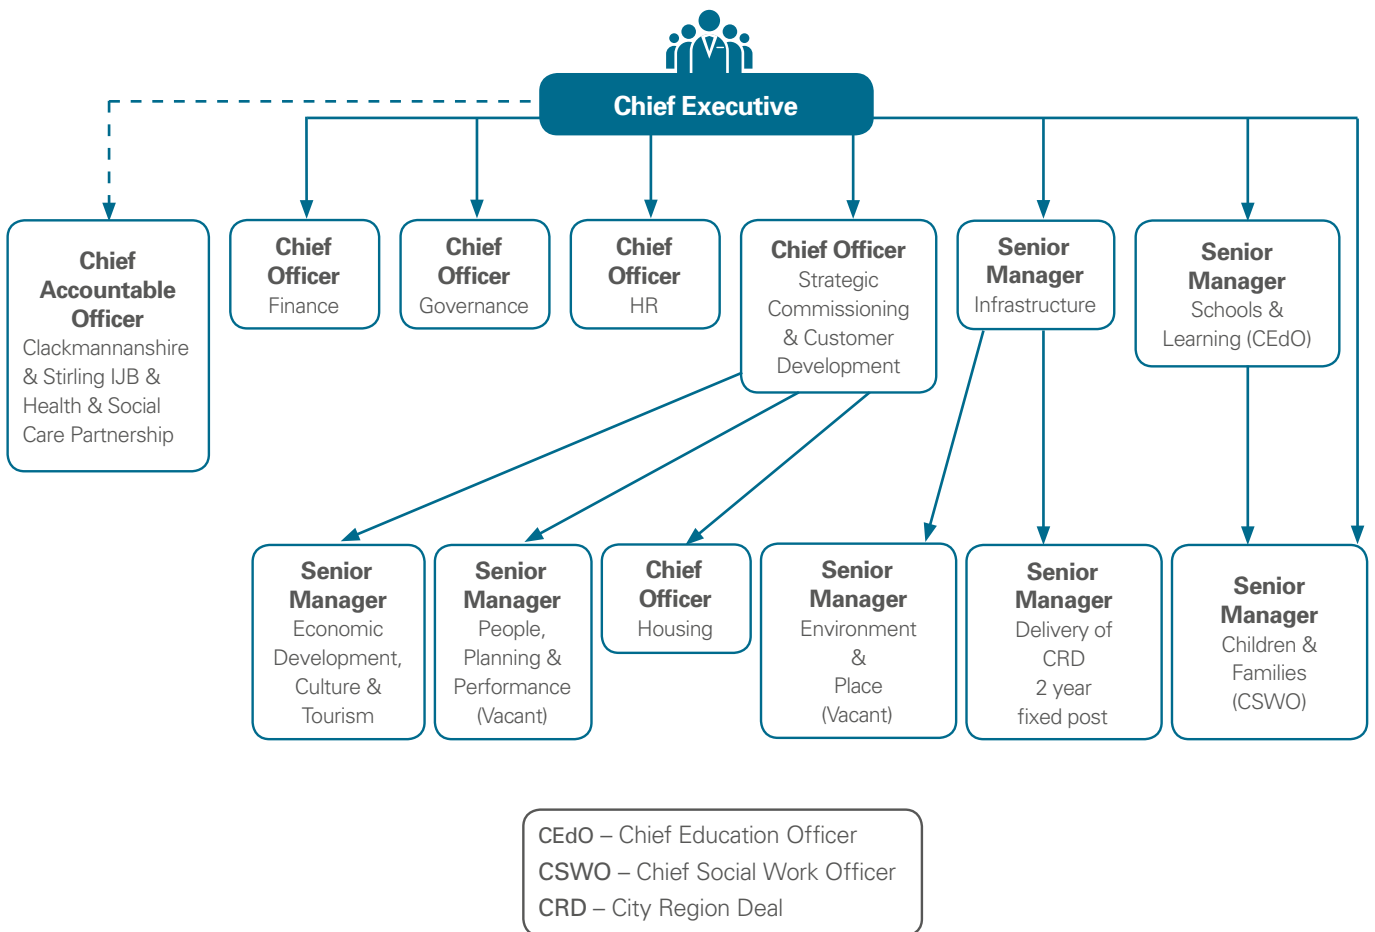 Chief Executive
Chief
Accountable
Officer
Clackmannanshire
& Stirling IJB &
Health & Social
Care Partnership
Chief
Officer
Finance
Chief
Officer
Governance
Chief
Officer
HR
Chief Officer
Strategic
Commissioning
& Customer
Development
Senior
Manager
Infrastructure
Senior
Manager
Schools &
Learning (CEdO)
Senior
Manager
Economic
Development,
Culture &
Tourism
Senior
Manager
People,
Planning &
Performance
(Vacant)
Chief
Officer
Housing
Senior
Manager
Environment
&
Place
(Vacant)
Senior
Manager
Delivery of
CRD
2 year
fixed post
Senior
Manager
Children &
Families
(CSWO)
CEdO – Chief Education Officer
CSWO – Chief Social Work Officer
CRD – City Region Deal